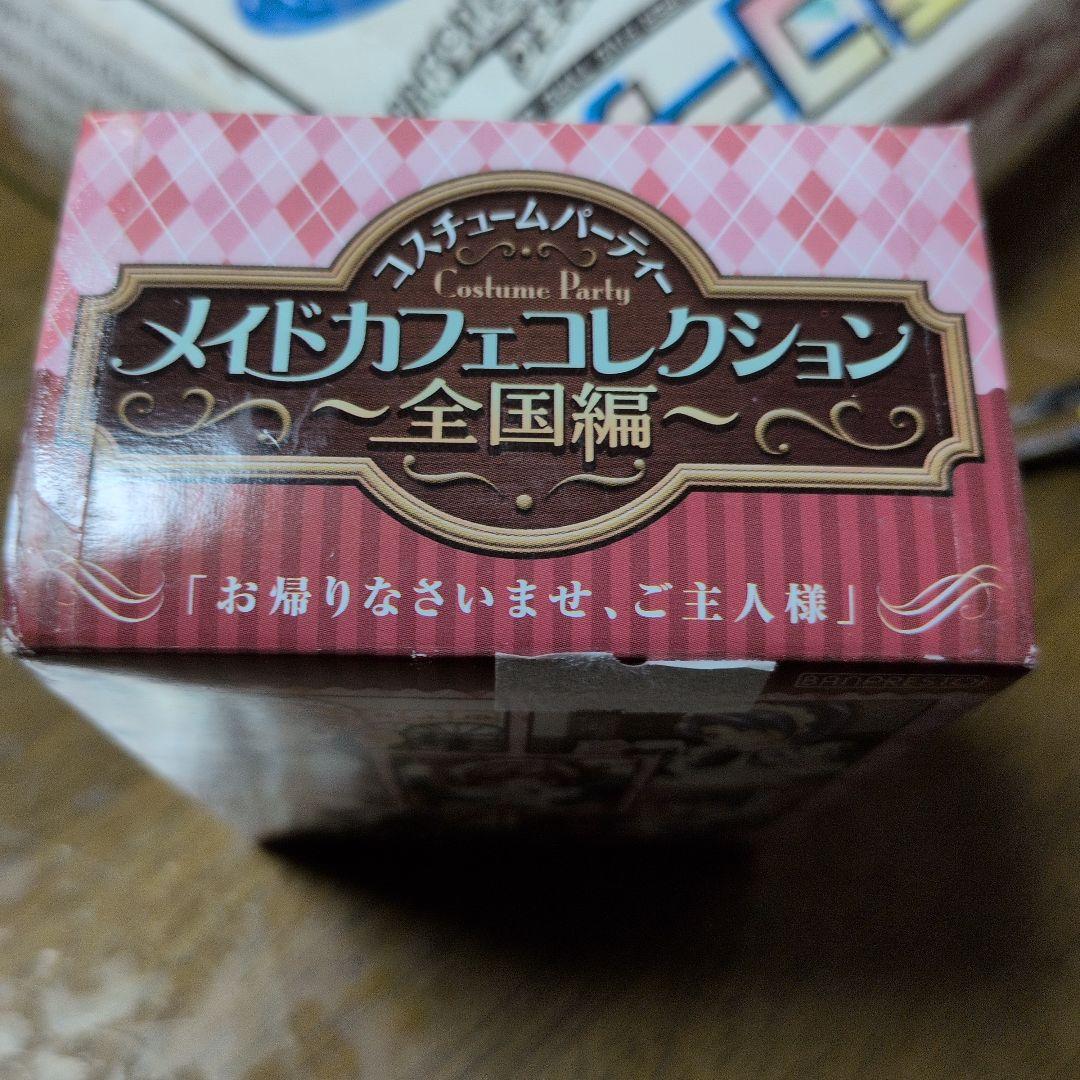 コスチュームパーティー
Costume Party
メイドカフェコレクション
～全国編～
「お帰りなさいませ、ご主人様」
BANPRESTO